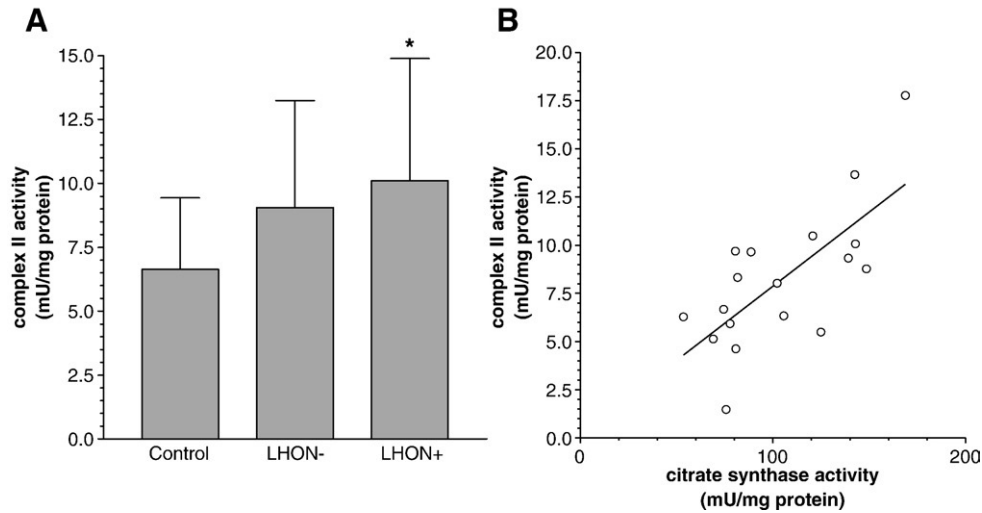 A
complex II activity
(mU/mg protein)
15.0
12.5
10.0
7.5
5.0
2.5
0.0
*
Control
LHON-
LHON+
B
complex II activity
(mU/mg protein)
20.0
17.5
15.0
12.5
10.0
7.5
5.0
2.5
0.0
0
100
200
citrate synthase activity
(mU/mg protein)